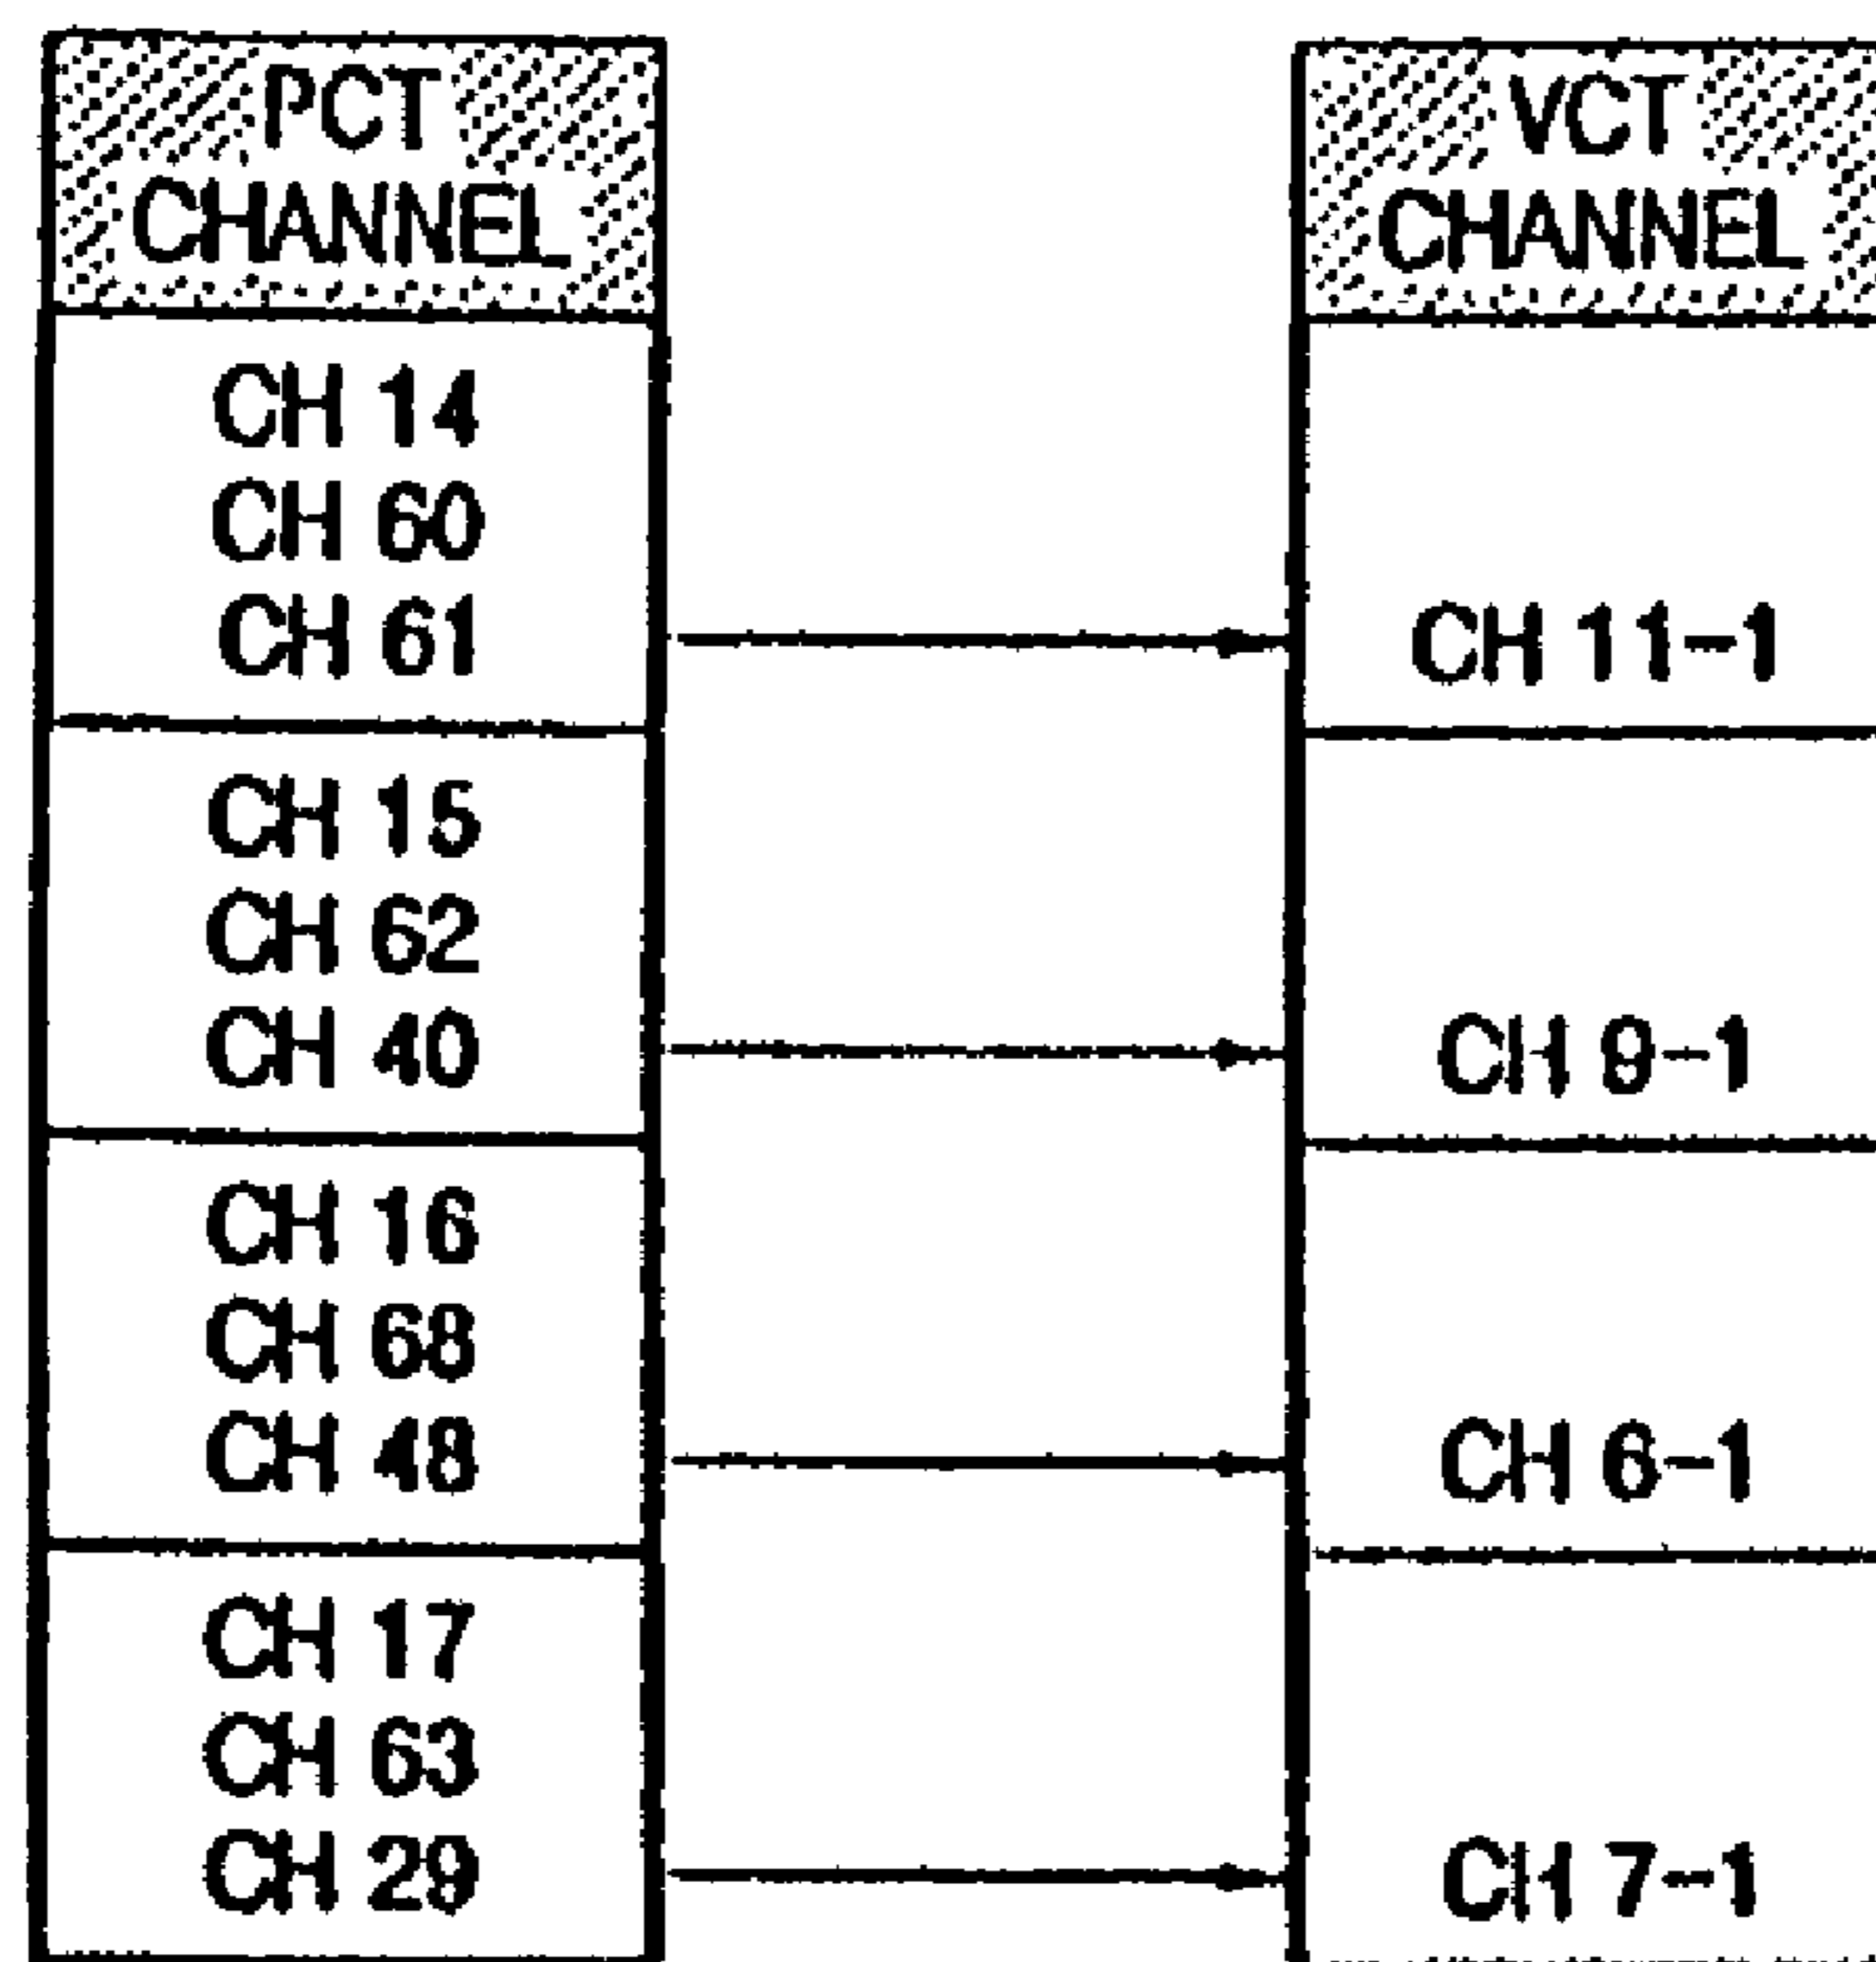 PCT
CHANNEL
CH 14
CH 60
CH 61
CH 15
CH 62
CH 40
CH 16
CH 68
CH 48
CH 17
CH 63
CH 29
VCT
CHANNEL
CH 11-1
CH 9-1
CH 6-1
CH 7-1